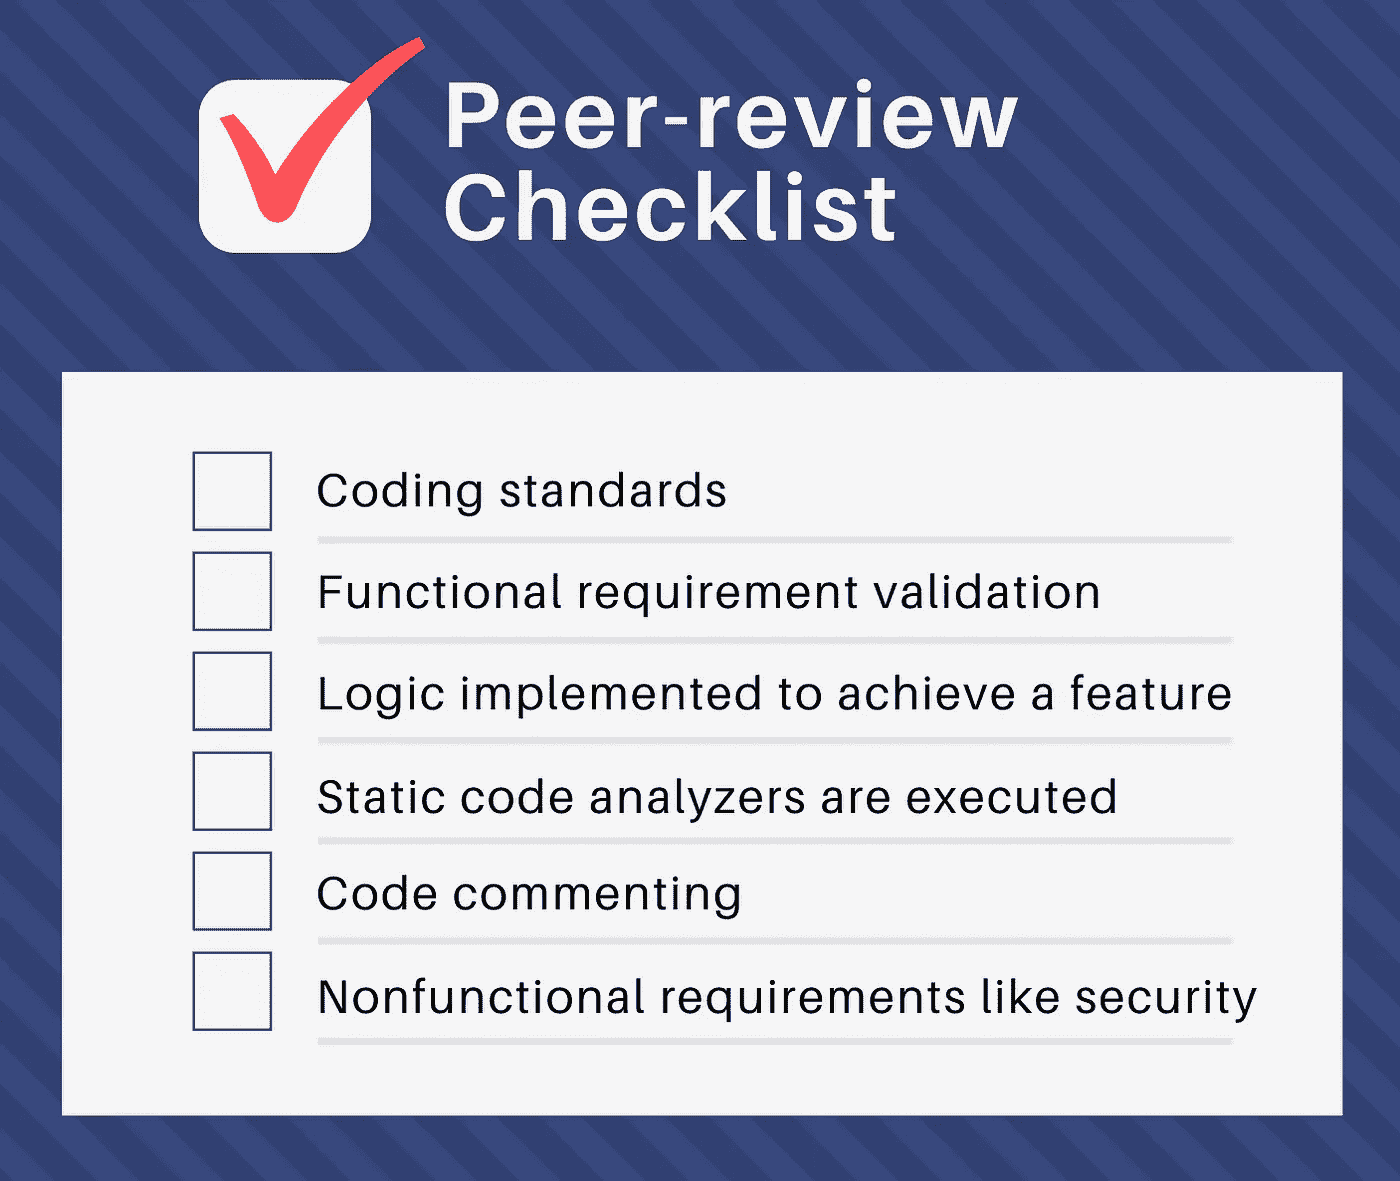 Peer-review
Checklist
Coding standards
Functional requirement validation
Logic implemented to achieve a feature
Static code analyzers are executed
Code commenting
Nonfunctional requirements like security